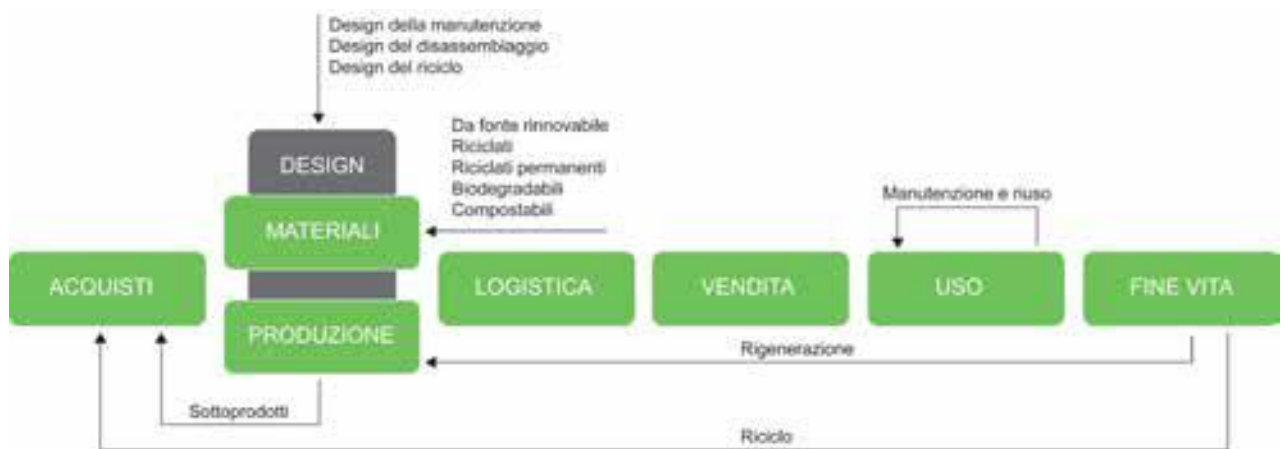 Design della manutenzione
Design del disassemblaggio
Design del riciclo
DESIGN
Da fonte rinnovabile
Riciclati
Riciclati permanenti
Biodegradabili
Compostabili
MATERIALI
Manutenzione e riuso
ACQUISTI
LOGISTICA
VENDITA
USO
FINE VITA
PRODUZIONE
Rigenerazione
Sottoprodotti
Riciclo